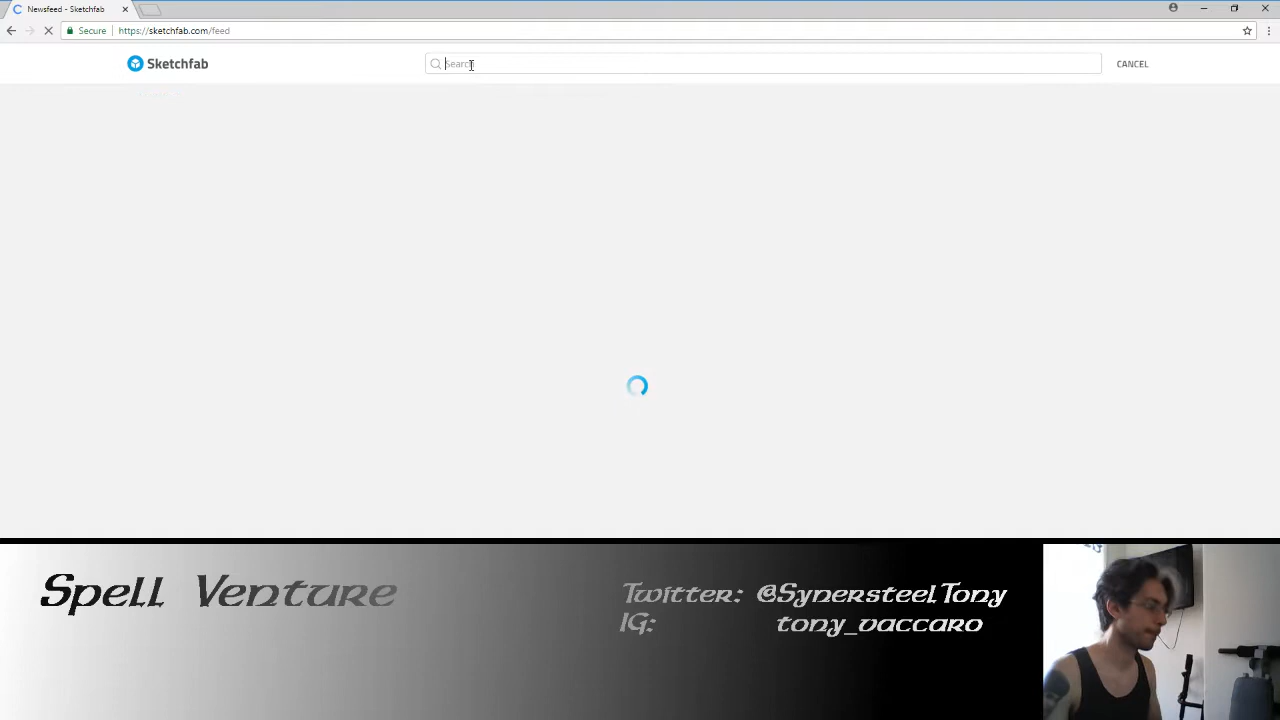 Newsfeed - Sketchfab
Secure
https://sketchfab.com/feed
Sketchfab
Search
CANCEL
Spell Venture
Twitter: @SynersteelTony
IG: tony_vaccaro